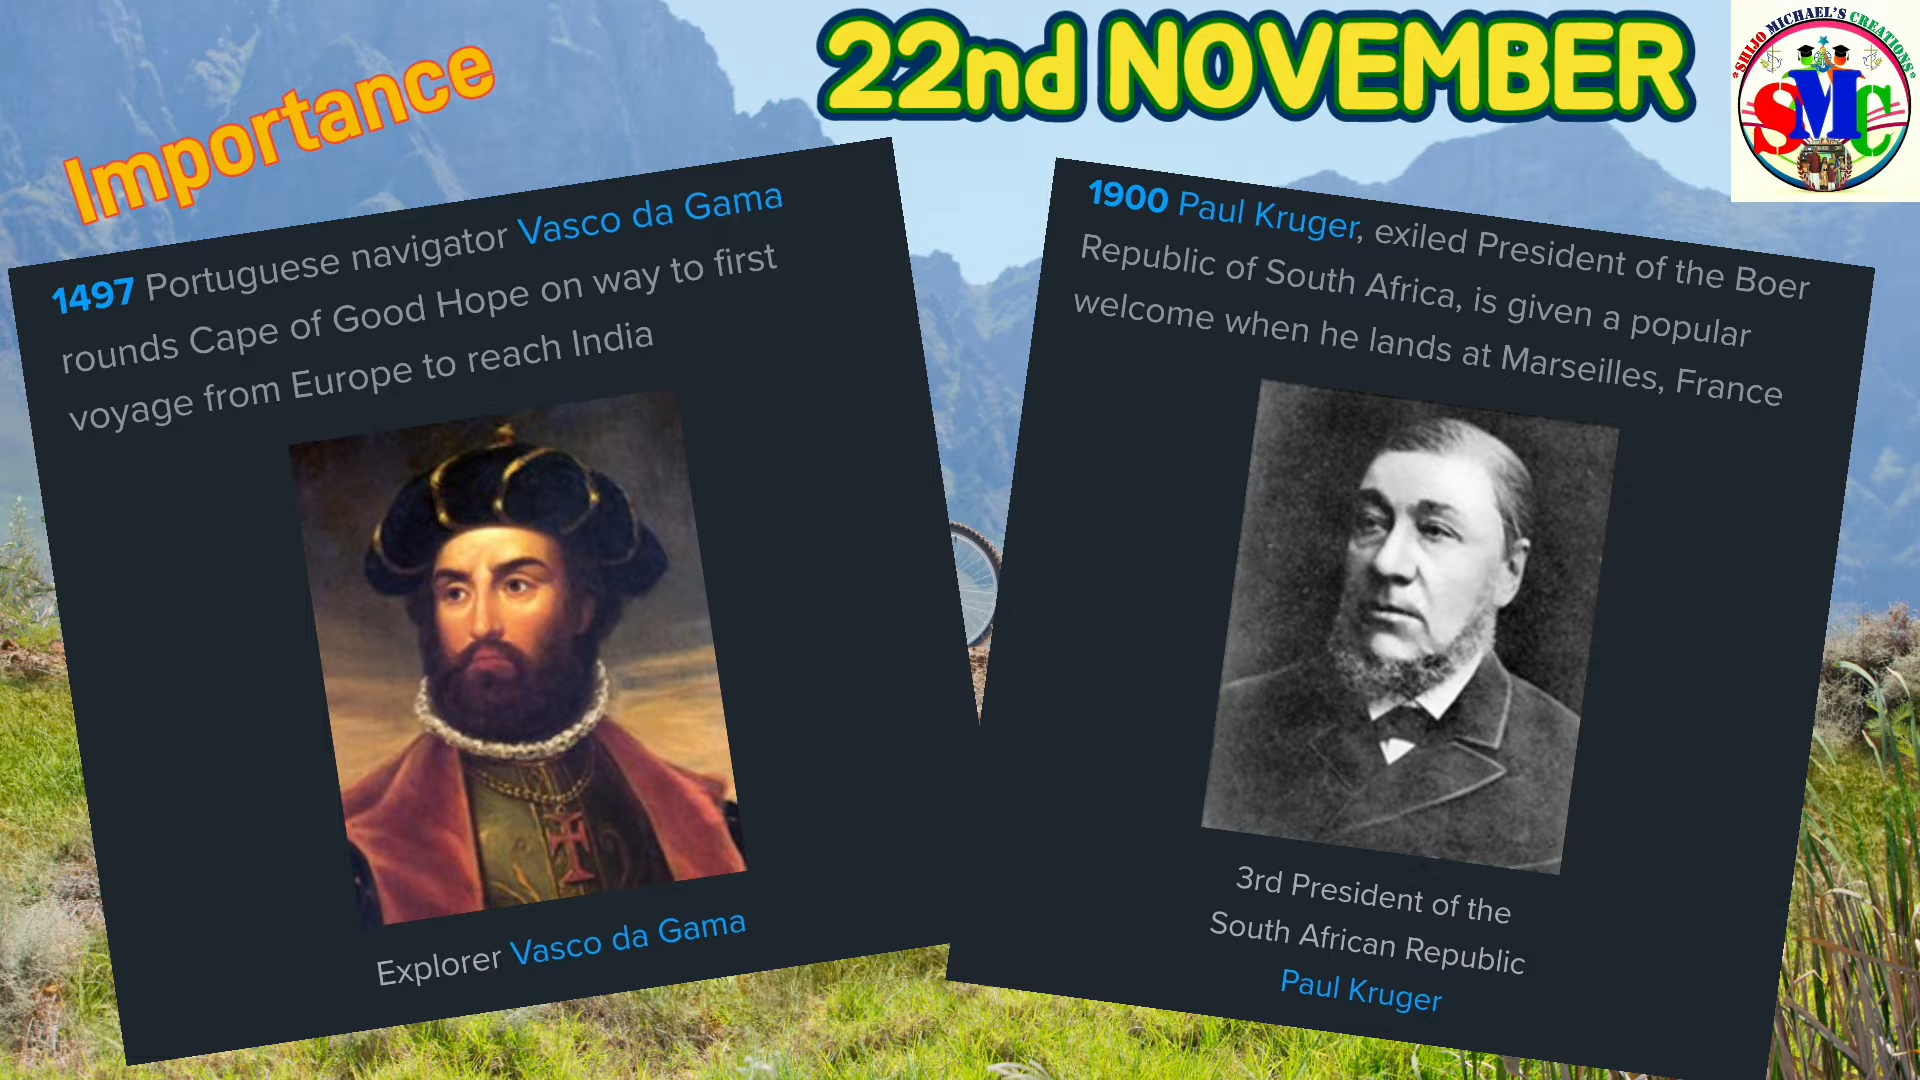 Importance
22nd NOVEMBER
*SHIJO MICHAEL'S CREATIONS*
SMC
1497 Portuguese navigator Vasco da Gama
rounds Cape of Good Hope on way to first
voyage from Europe to reach India
Explorer Vasco da Gama
1900 Paul Kruger, exiled President of the Boer
Republic of South Africa, is given a popular
welcome when he lands at Marseilles, France
3rd President of the
South African Republic
Paul Kruger